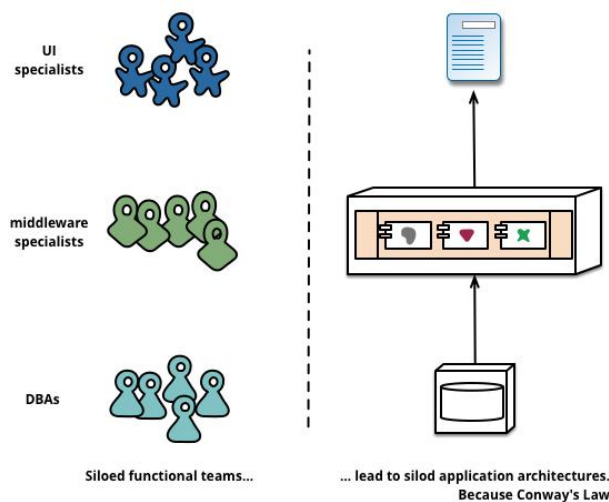 UI
specialists
middleware
specialists
DBAs
Siloed functional teams...
... lead to silod application architectures.
Because Conway's Law